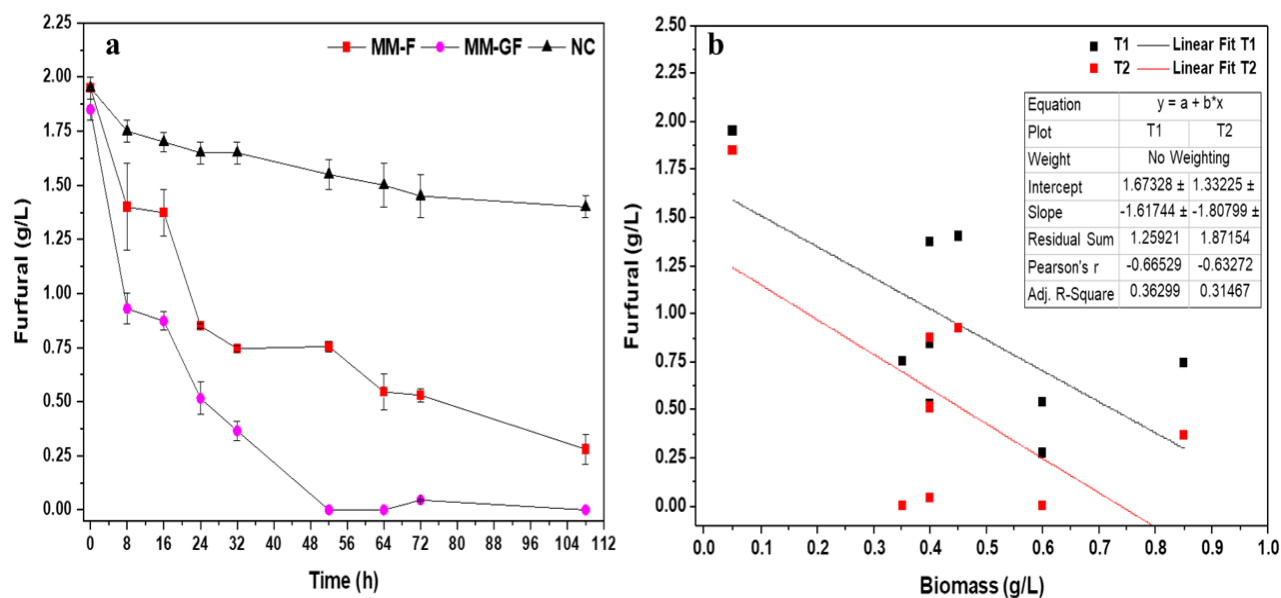 a
MM-F MM-GF NC
Furfural (g/L)
2.25
2.00
1.75
1.50
1.25
1.00
0.75
0.50
0.25
0.00
0 8 16 24 32 40 48 56 64 72 80 88 96 104 112
Time (h)
b
T1 Linear Fit T1
T2 Linear Fit T2
Equation y = a + b*x
Plot T1 T2
Weight No Weighting
Intercept 1.67328 ± 1.33225 ±
Slope -1.61744 ± -1.80799 ±
Residual Sum 1.25921 1.87154
Pearson's r -0.66529 -0.63272
Adj. R-Square 0.36299 0.31467
Furfural (g/L)
2.50
2.25
2.00
1.75
1.50
1.25
1.00
0.75
0.50
0.25
0.00
0.0 0.1 0.2 0.3 0.4 0.5 0.6 0.7 0.8 0.9 1.0
Biomass (g/L)